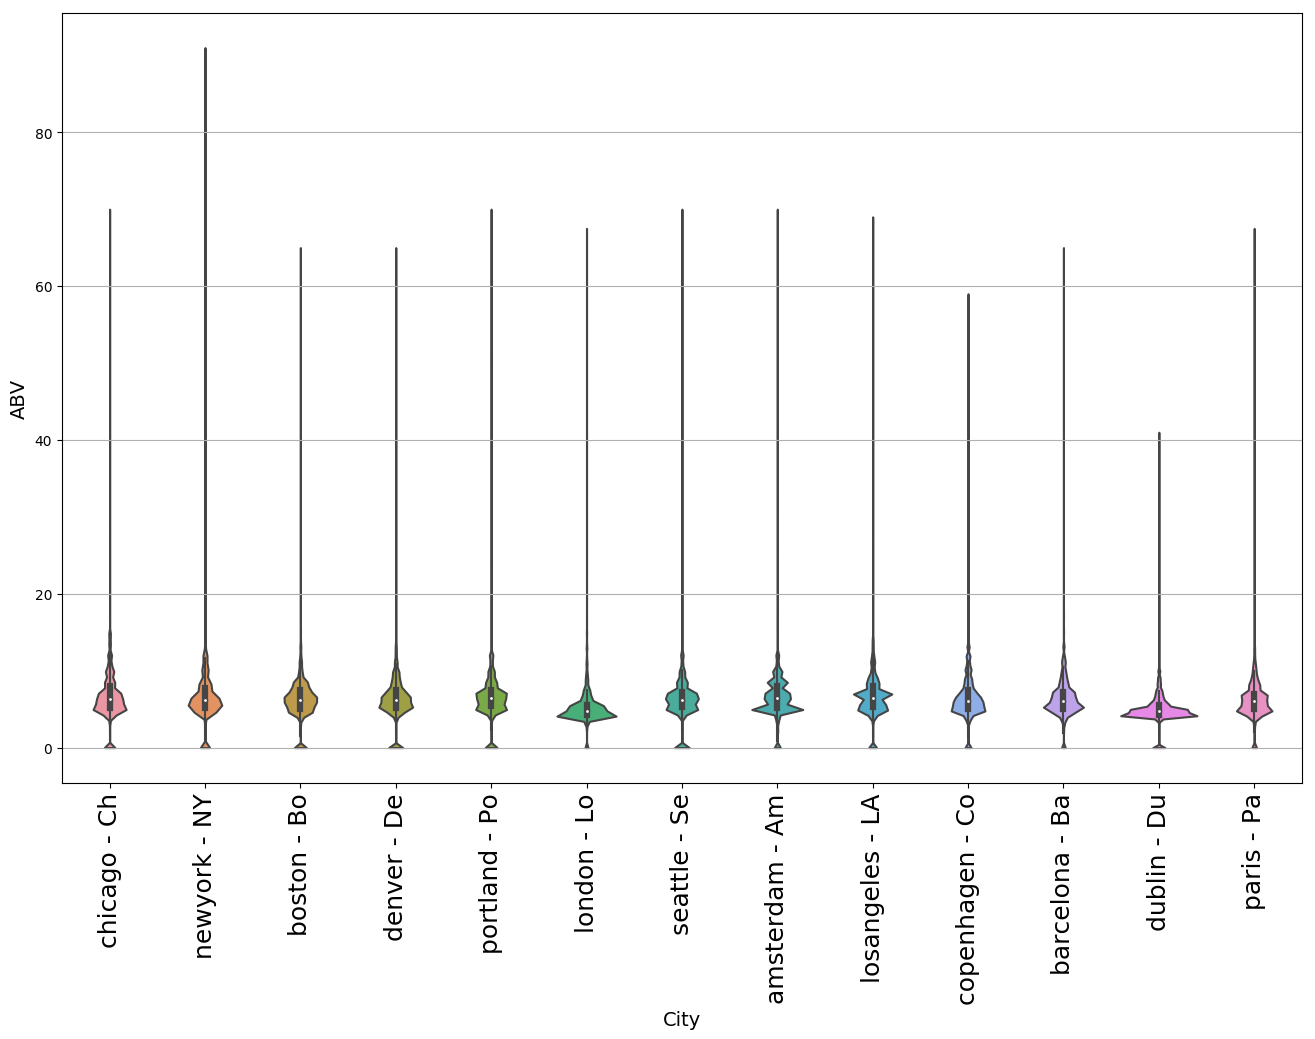 ABV
80
60
40
20
0
chicago - Ch
newyork - NY
boston - Bo
denver - De
portland - Po
london - Lo
seattle - Se
amsterdam - Am
losangeles - LA
copenhagen - Co
barcelona - Ba
dublin - Du
paris - Pa
City